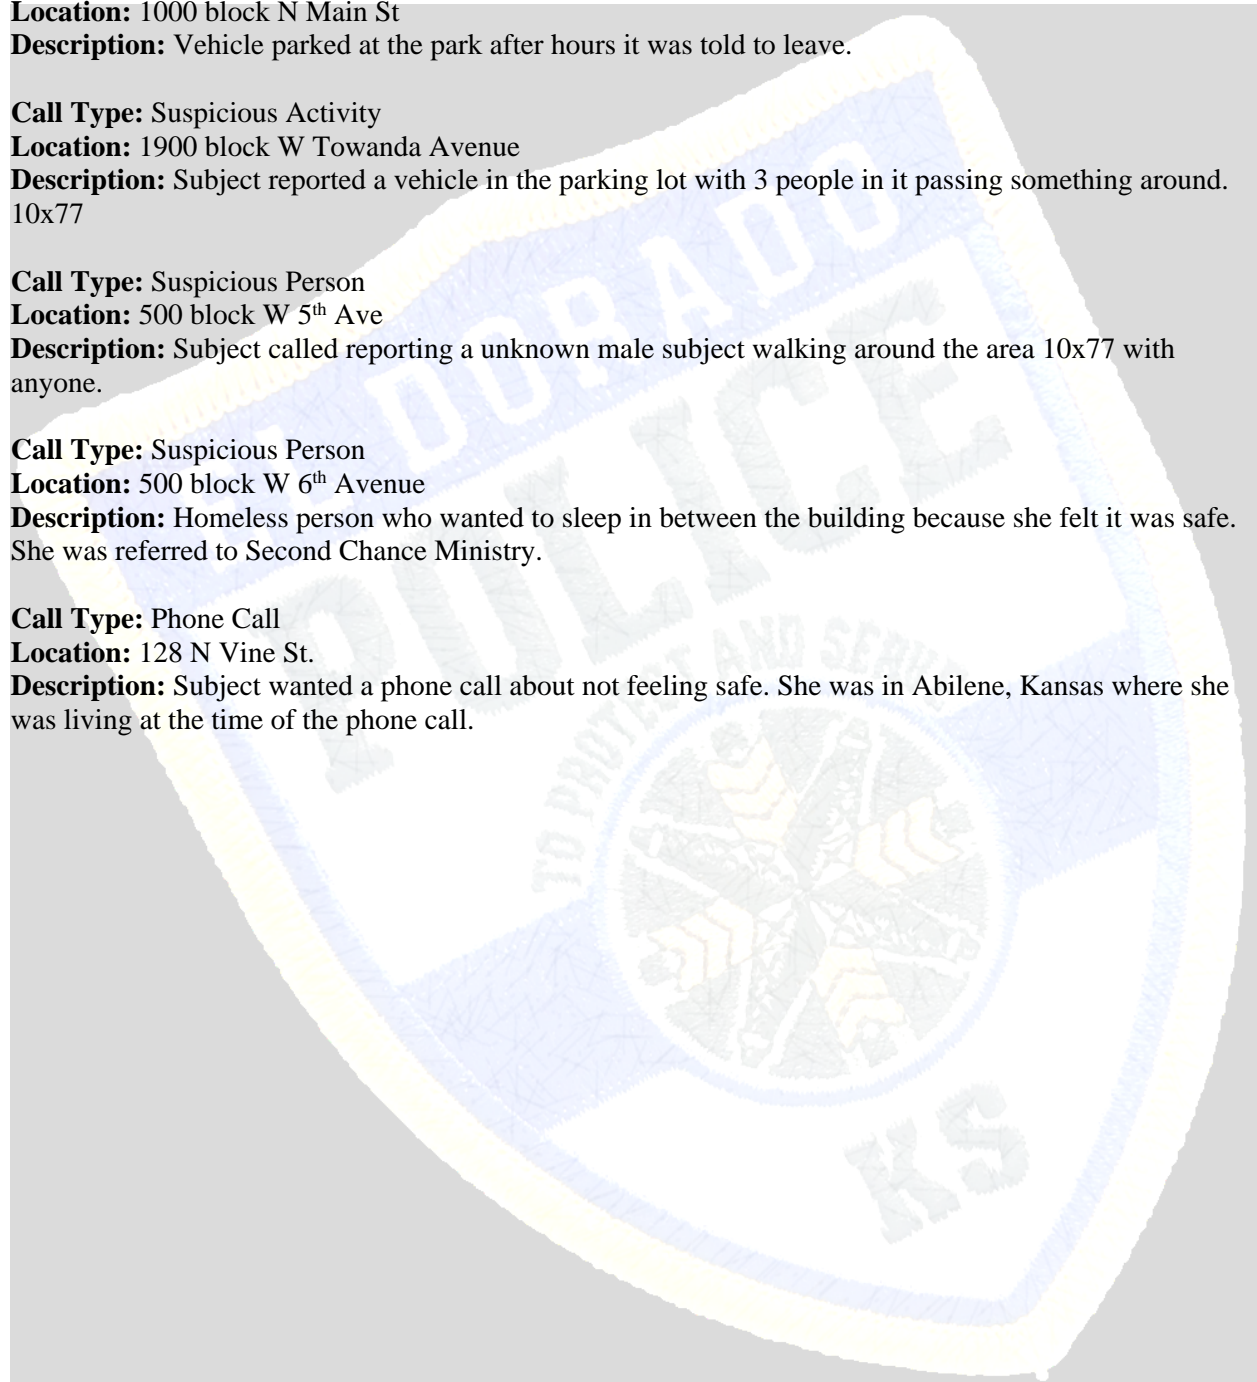 Location: 1000 block N Main St
Description: Vehicle parked at the park after hours it was told to leave.
Call Type: Suspicious Activity
Location: 1900 block W Towanda Avenue
Description: Subject reported a vehicle in the parking lot with 3 people in it passing something around.
10x77
Call Type: Suspicious Person
Location: 500 block W 5th Ave
Description: Subject called reporting a unknown male subject walking around the area 10x77 with
anyone.
Call Type: Suspicious Person
Location: 500 block W 6th Avenue
Description: Homeless person who wanted to sleep in between the building because she felt it was safe.
She was referred to Second Chance Ministry.
Call Type: Phone Call
Location: 128 N Vine St.
Description: Subject wanted a phone call about not feeling safe. She was in Abilene, Kansas where she
was living at the time of the phone call.
EL DORADO
POLICE
TO PROTECT AND SERVE
KS